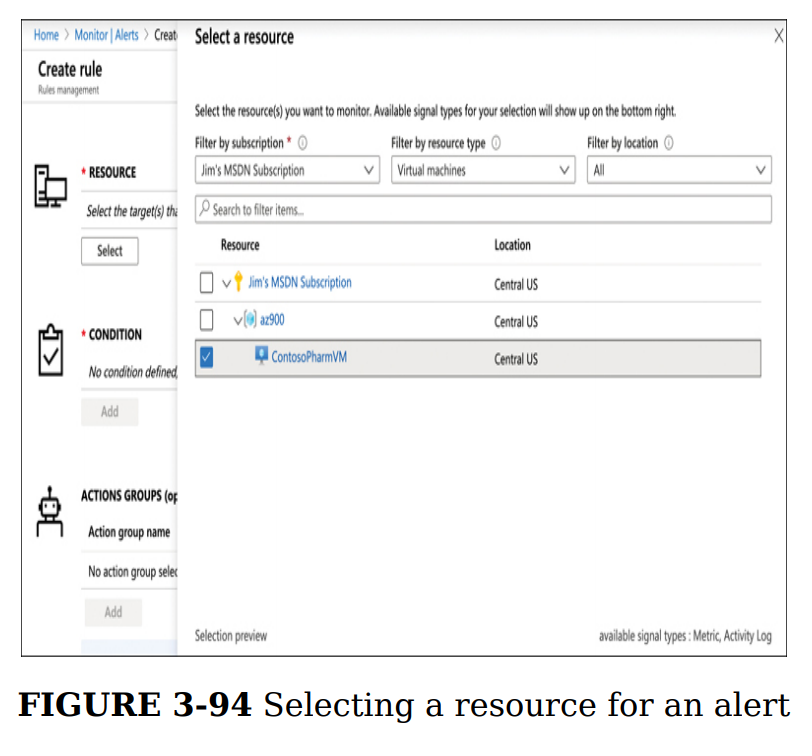 Home > Monitor | Alerts > Creat
Create rule
Rules management
* RESOURCE
Select the target(s) tha
Select
* CONDITION
No condition defined,
Add
ACTIONS GROUPS (op
Action group name
No action group selec
Add
Select a resource
X
Select the resource(s) you want to monitor. Available signal types for your selection will show up on the bottom right.
Filter by subscription * Filter by resource type Filter by location
Jim's MSDN Subscription Virtual machines All
Search to filter items...
Resource Location
Jim's MSDN Subscription Central US
az900 Central US
ContosoPharmVM Central US
Selection preview available signal types : Metric, Activity Log
FIGURE 3-94 Selecting a resource for an alert